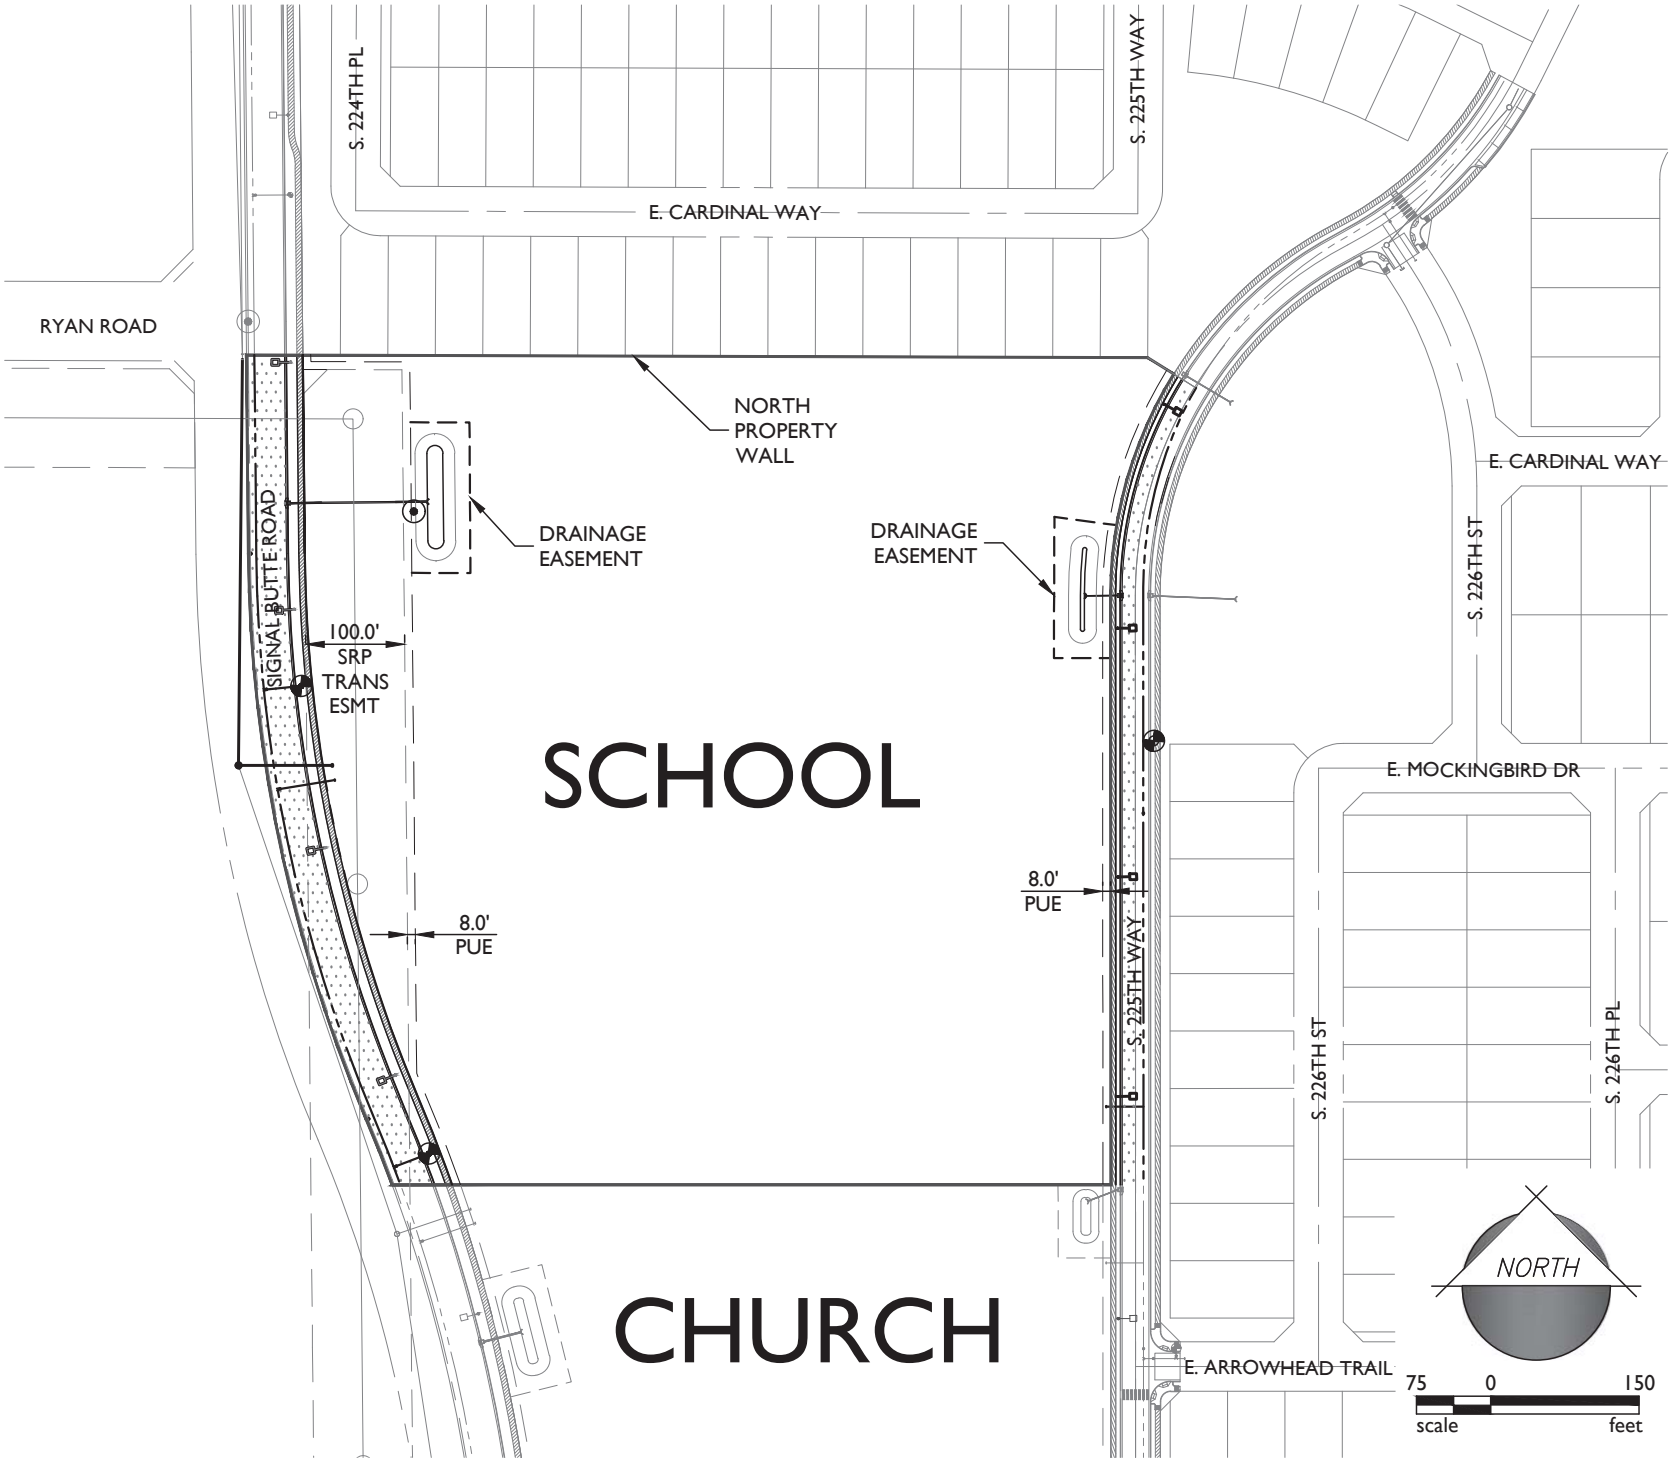 S. 224TH PL
S. 225TH WAY
E. CARDINAL WAY
RYAN ROAD
NORTH
PROPERTY
WALL
E. CARDINAL WAY
SIGNAL BUTTE ROAD
DRAINAGE
EASEMENT
DRAINAGE
EASEMENT
S. 226TH ST
100.0'
SRP
TRANS
ESMT
SCHOOL
E. MOCKINGBIRD DR
8.0'
PUE
8.0'
PUE
S. 225TH WAY
S. 226TH ST
S. 226TH PL
CHURCH
NORTH
E. ARROWHEAD TRAIL
75 0 150
scale feet